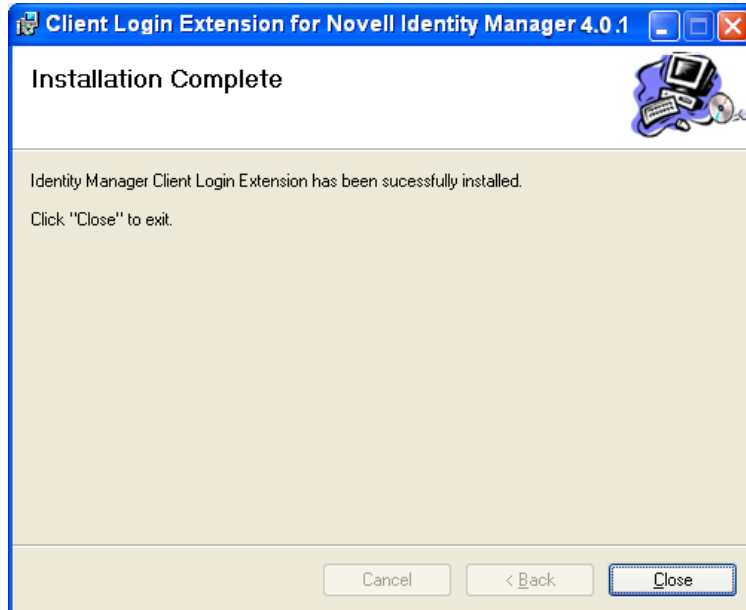 Client Login Extension for Novell Identity Manager 4.0.1
Installation Complete
Identity Manager Client Login Extension has been sucessfully installed.
Click "Close" to exit.
Cancel
< Back
Close